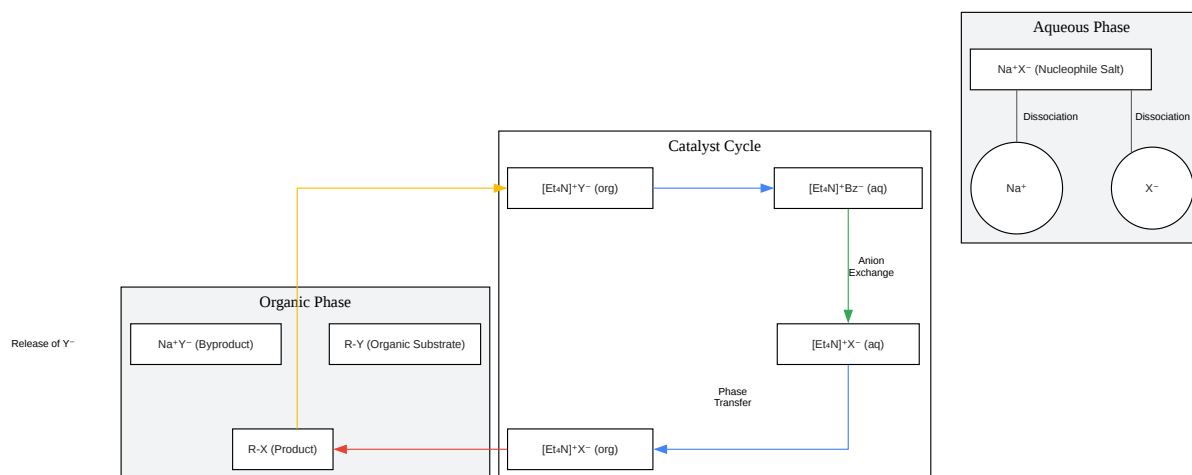 Aqueous Phase
Na⁺X⁻ (Nucleophile Salt)
Dissociation
Dissociation
Na⁺
X⁻
Catalyst Cycle
[Et₄N]⁺Y⁻ (org)
[Et₄N]⁺Bz⁻ (aq)
Anion
Exchange
[Et₄N]⁺X⁻ (aq)
Phase
Transfer
[Et₄N]⁺X⁻ (org)
Organic Phase
Na⁺Y⁻ (Byproduct)
R-Y (Organic Substrate)
R-X (Product)
Release of Y⁻